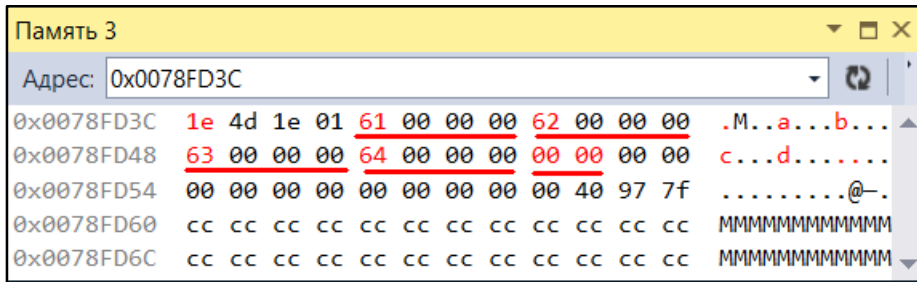 Память 3
Адрес: 0x0078FD3C
0x0078FD3C 1e 4d 1e 01 61 00 00 00 62 00 00 00 .M..a...b...
0x0078FD48 63 00 00 00 64 00 00 00 00 00 00 00 c...d.......
0x0078FD54 00 00 00 00 00 00 00 00 00 40 97 7f .........@—.
0x0078FD60 cc cc cc cc cc cc cc cc cc cc cc cc MMMMMMMMMMMM
0x0078FD6C cc cc cc cc cc cc cc cc cc cc cc cc MMMMMMMMMMMM